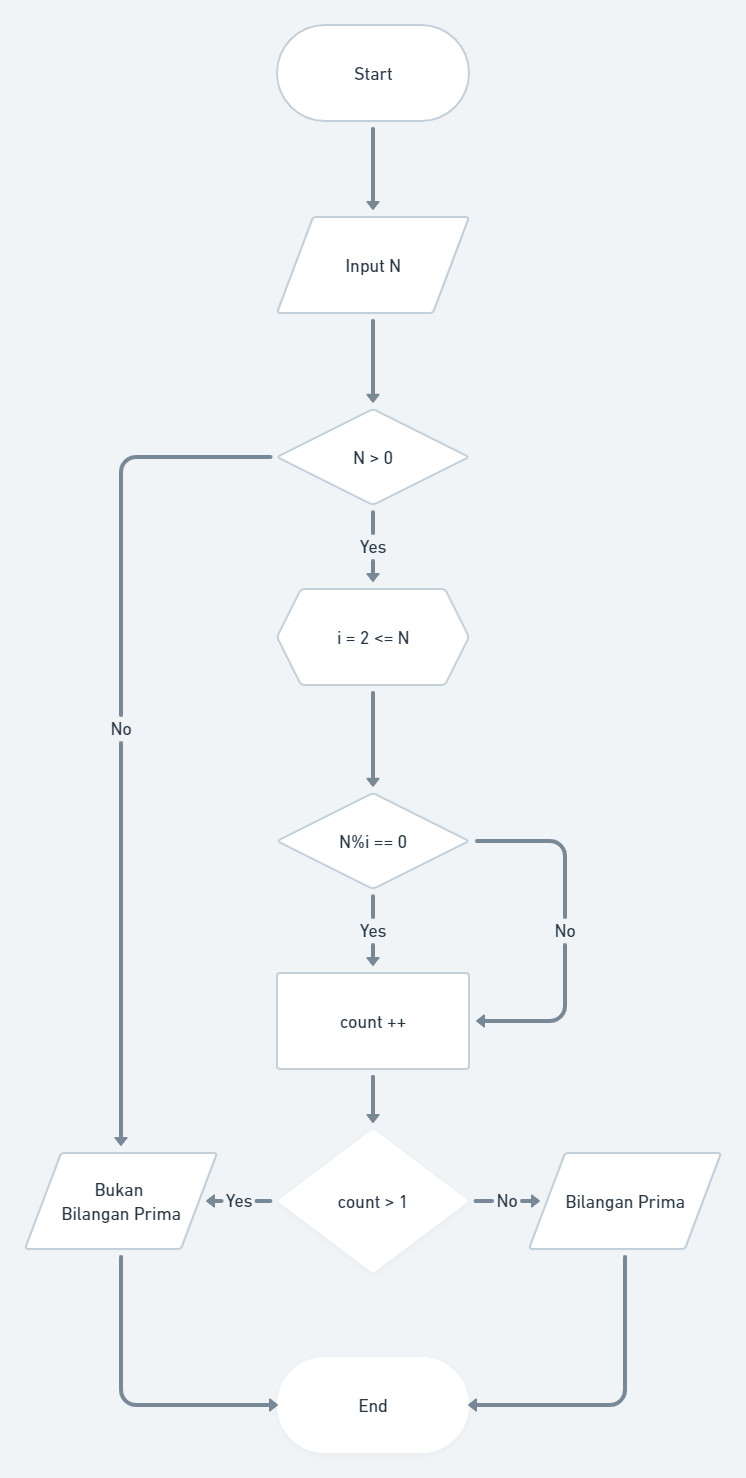 Start
Input N
N > 0
Yes
i = 2 <= N
No
N%i == 0
Yes
No
count ++
Bukan
Bilangan Prima
Yes
count > 1
No
Bilangan Prima
End